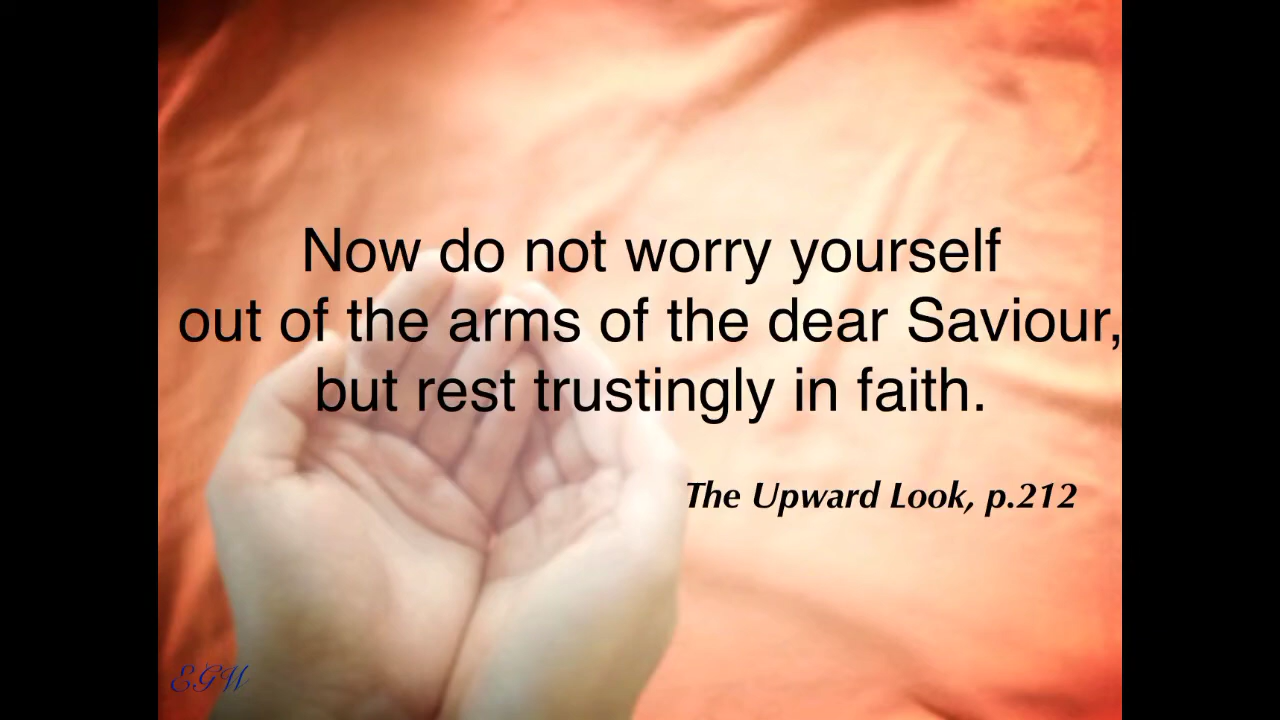 Now do not worry yourself
out of the arms of the dear Saviour,
but rest trustingly in faith.
The Upward Look, p.212
EGW